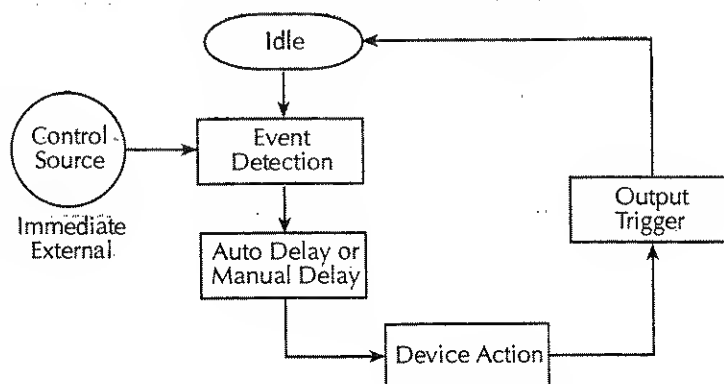 Idle
Control
Source
Immediate
External
Event
Detection
Auto Delay or
Manual Delay
Device Action
Output
Trigger